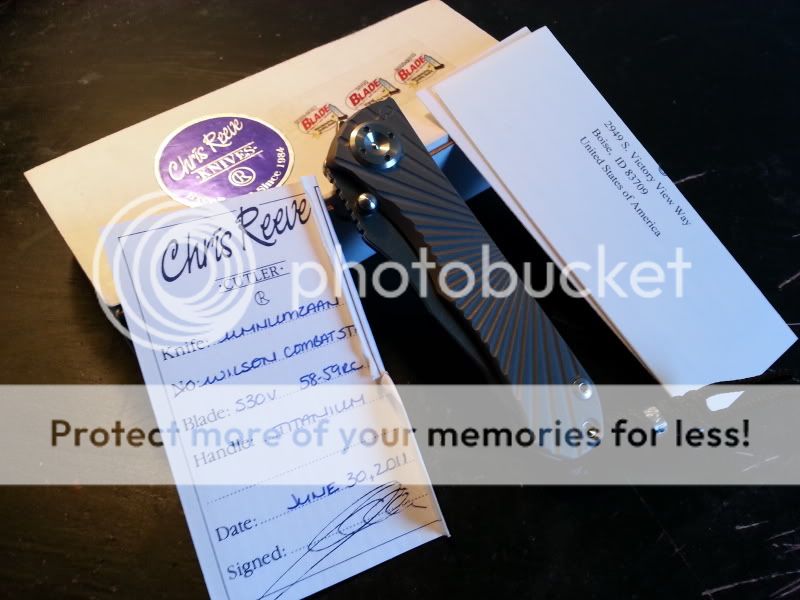 BLADE
BLADE
BLADE
Chris Reeve
KNIVES
®
Since 1984
2949 S. Victory View Way
Boise, ID 83709
United States of America
Chris Reeve
·CUTLER·
®
Knife: UMNUMZAAN
No: WILSON COMBAT
Blade: S30V 58-59RC
Handle: TITANIUM
Date: JUNE 30, 2011
Signed:
photobucket
Protect more of your memories for less!